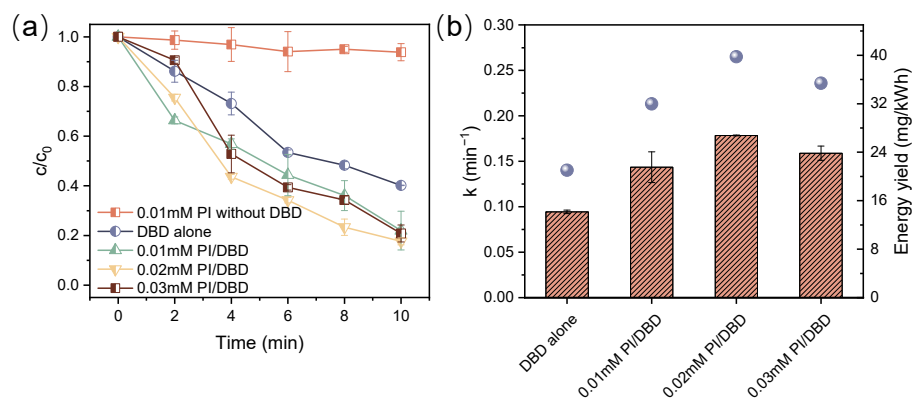 (a)
1.0
0.8
0.6
0.4
0.2
0.0
c/c₀
0.01mM PI without DBD
DBD alone
0.01mM PI/DBD
0.02mM PI/DBD
0.03mM PI/DBD
0
2
4
6
8
10
Time (min)
(b)
0.30
0.25
0.20
0.15
0.10
0.05
0.00
k (min⁻¹)
40
32
24
16
8
0
Energy yield (mg/kWh)
DBD alone
0.01mM PI/DBD
0.02mM PI/DBD
0.03mM PI/DBD